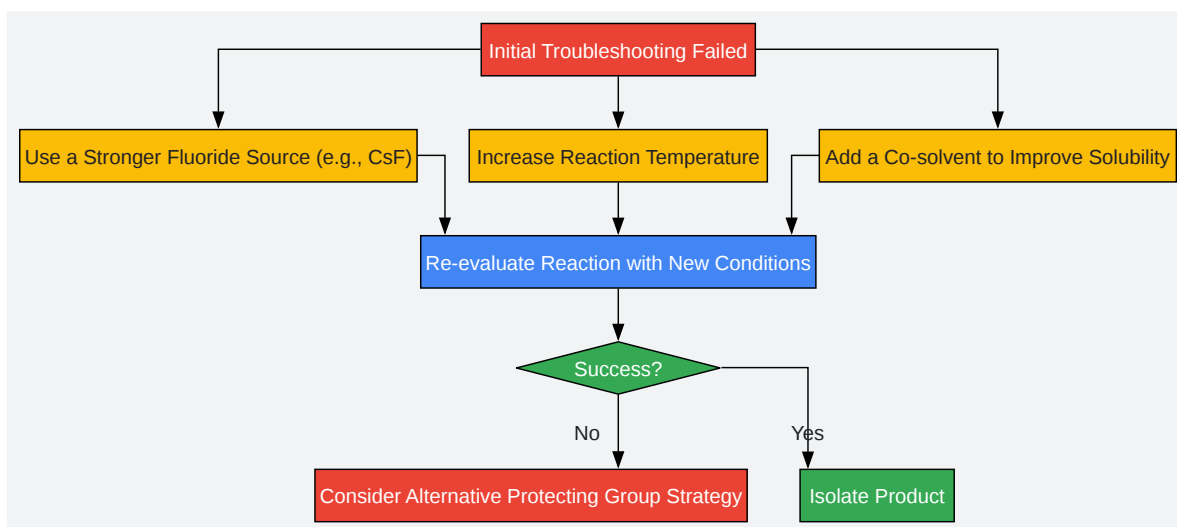 Initial Troubleshooting Failed
Use a Stronger Fluoride Source (e.g., CsF)
Increase Reaction Temperature
Add a Co-solvent to Improve Solubility
Re-evaluate Reaction with New Conditions
Success?
No
Yes
Consider Alternative Protecting Group Strategy
Isolate Product